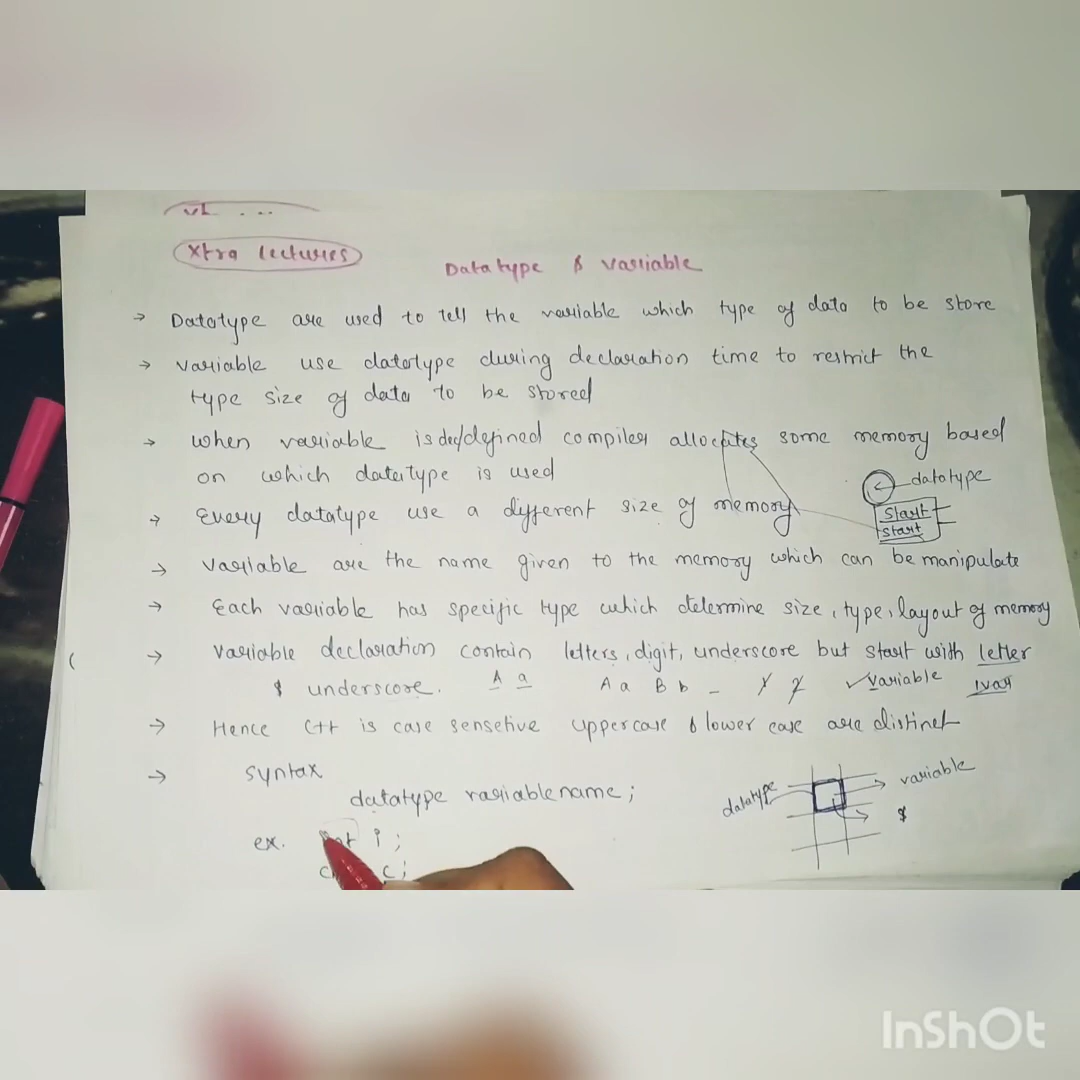 Xtra lectures
Datatype & variable
→ Datatype are used to tell the variable which type of data to be store
→ variable use datatype during declaration time to restrict the
type size of data to be stored
→ When variable is dec/defined compiler allocates some memory based
on which datatype is used
datatype
→ Every datatype use a different size of memory
start
start
→ variable are the name given to the memory which can be manipulate
→ Each variable has specific type which determine size, type, layout of memory
→ variable declaration contain letters, digit, underscore but start with letter
& underscore. A a A a B b _ ✓variable 1var
→ Hence C++ is case sensetive uppercase & lower case are distinct
→ syntax
datatype variablename;
datatype
variable
$
ex. int i;
c;
InShOt